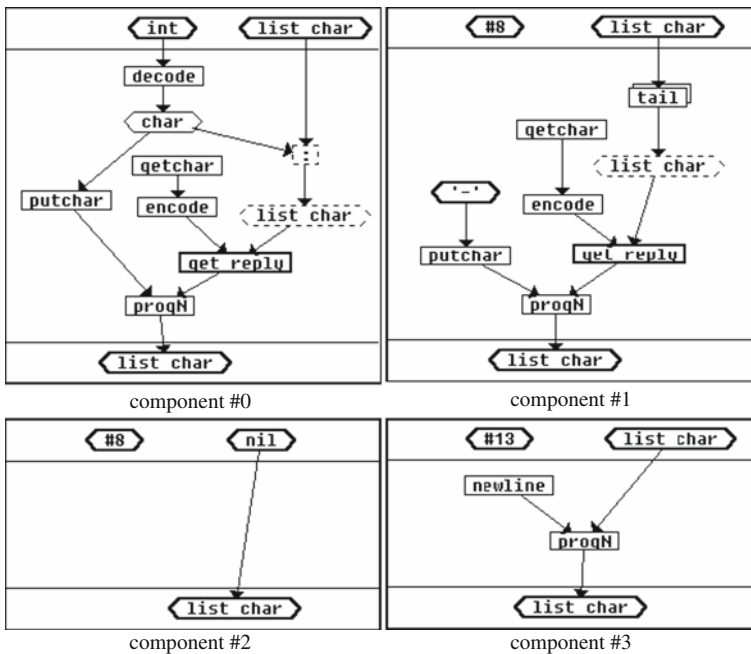 int
list char
decode
char
:
getchar
putchar
encode
list char
get reply
progN
list char
component #0
#8
list char
tail
getchar
list char
'-'
encode
putchar
get reply
progN
list char
component #1
#8
nil
list char
component #2
#13
list char
newline
progN
list char
component #3